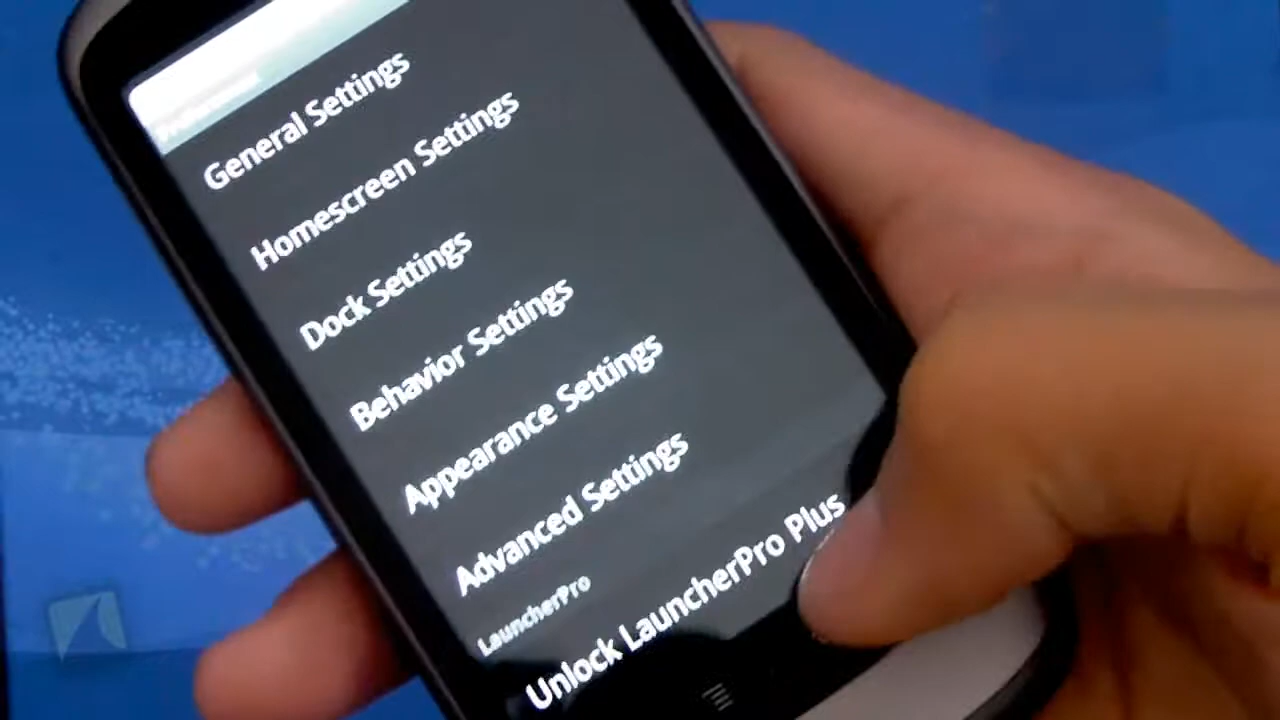 General Settings
Homescreen Settings
Dock Settings
Behavior Settings
Appearance Settings
Advanced Settings
LauncherPro
Unlock LauncherPro Plus